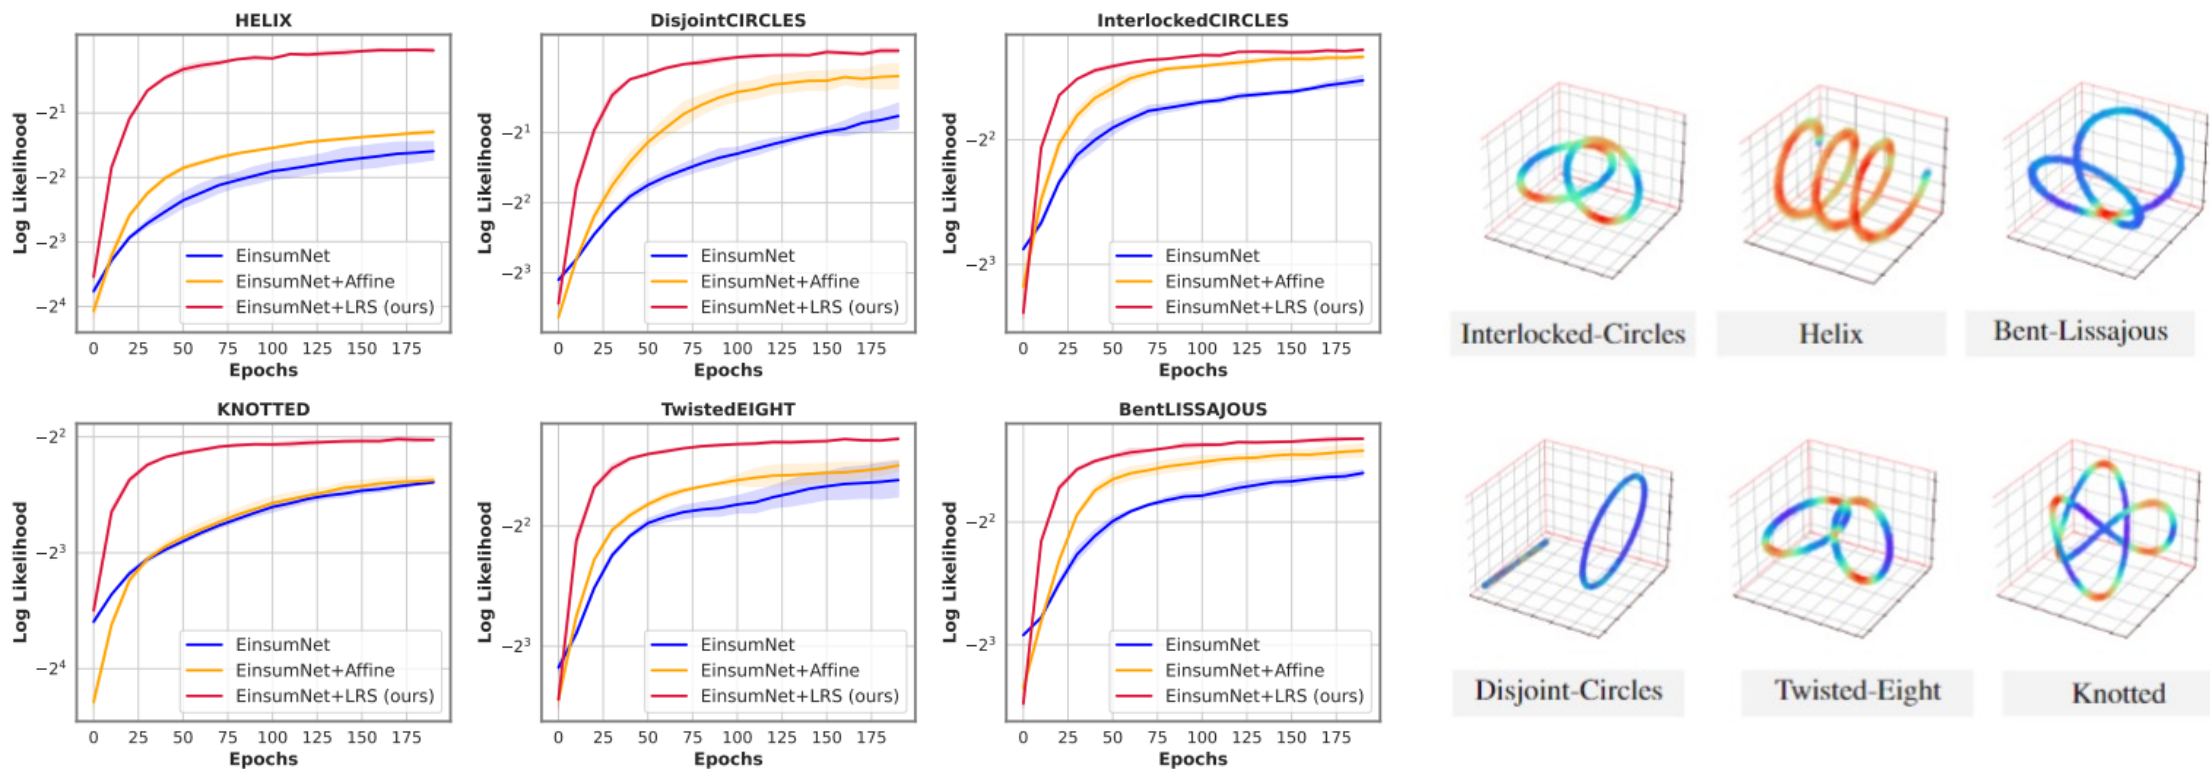 HELIX
Log Likelihood
−2¹
−2²
−2³
−2⁴
EinsumNet
EinsumNet+Affine
EinsumNet+LRS (ours)
0 25 50 75 100 125 150 175
Epochs
DisjointCIRCLES
Log Likelihood
−2¹
−2²
−2³
EinsumNet
EinsumNet+Affine
EinsumNet+LRS (ours)
0 25 50 75 100 125 150 175
Epochs
InterlockedCIRCLES
Log Likelihood
−2²
−2³
EinsumNet
EinsumNet+Affine
EinsumNet+LRS (ours)
0 25 50 75 100 125 150 175
Epochs
Interlocked-Circles
Helix
Bent-Lissajous
KNOTTED
Log Likelihood
−2²
−2³
−2⁴
EinsumNet
EinsumNet+Affine
EinsumNet+LRS (ours)
0 25 50 75 100 125 150 175
Epochs
TwistedEIGHT
Log Likelihood
−2²
−2³
EinsumNet
EinsumNet+Affine
EinsumNet+LRS (ours)
0 25 50 75 100 125 150 175
Epochs
BentLISSAJOUS
Log Likelihood
−2²
−2³
EinsumNet
EinsumNet+Affine
EinsumNet+LRS (ours)
0 25 50 75 100 125 150 175
Epochs
Disjoint-Circles
Twisted-Eight
Knotted